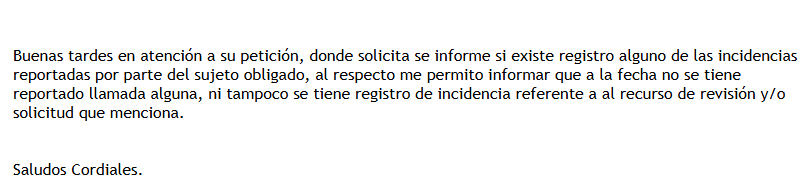 Buenas tardes en atención a su petición, donde solicita se informe si existe registro alguno de las incidencias
reportadas por parte del sujeto obligado, al respecto me permito informar que a la fecha no se tiene
reportado llamada alguna, ni tampoco se tiene registro de incidencia referente a al recurso de revisión y/o
solicitud que menciona.
Saludos Cordiales.